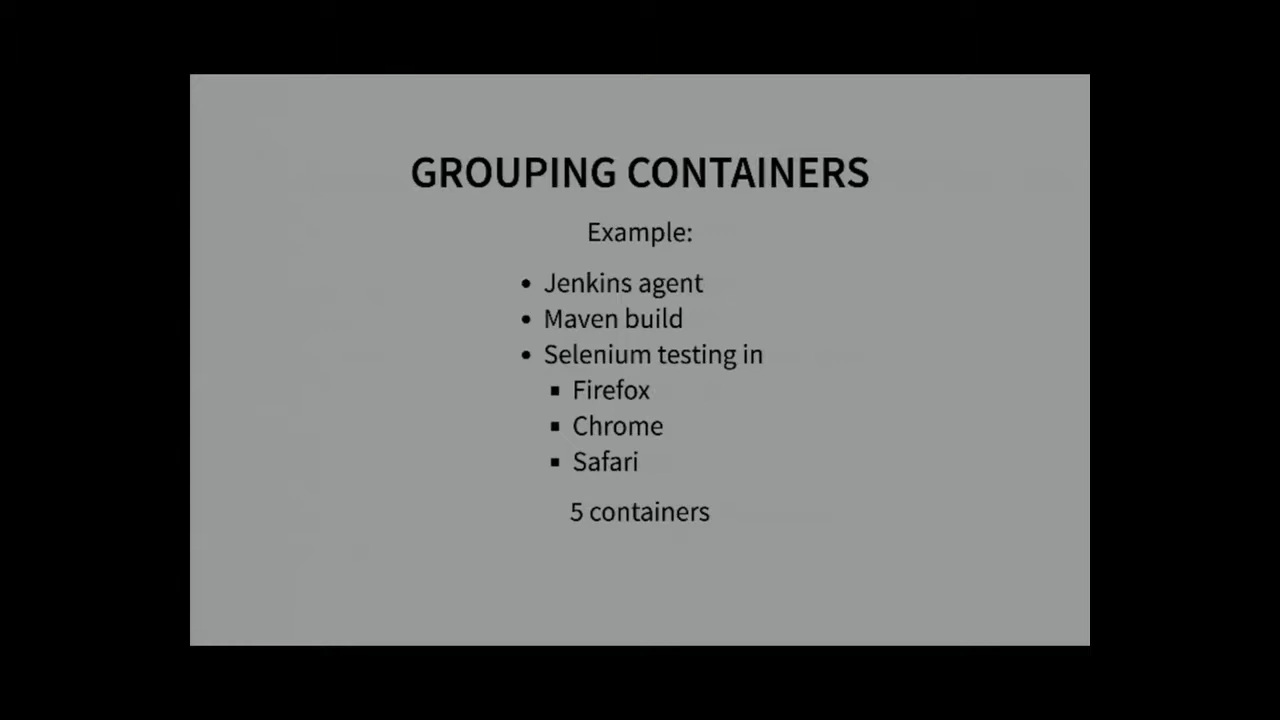 GROUPING CONTAINERS
Example:
• Jenkins agent
• Maven build
• Selenium testing in
▪ Firefox
▪ Chrome
▪ Safari
5 containers